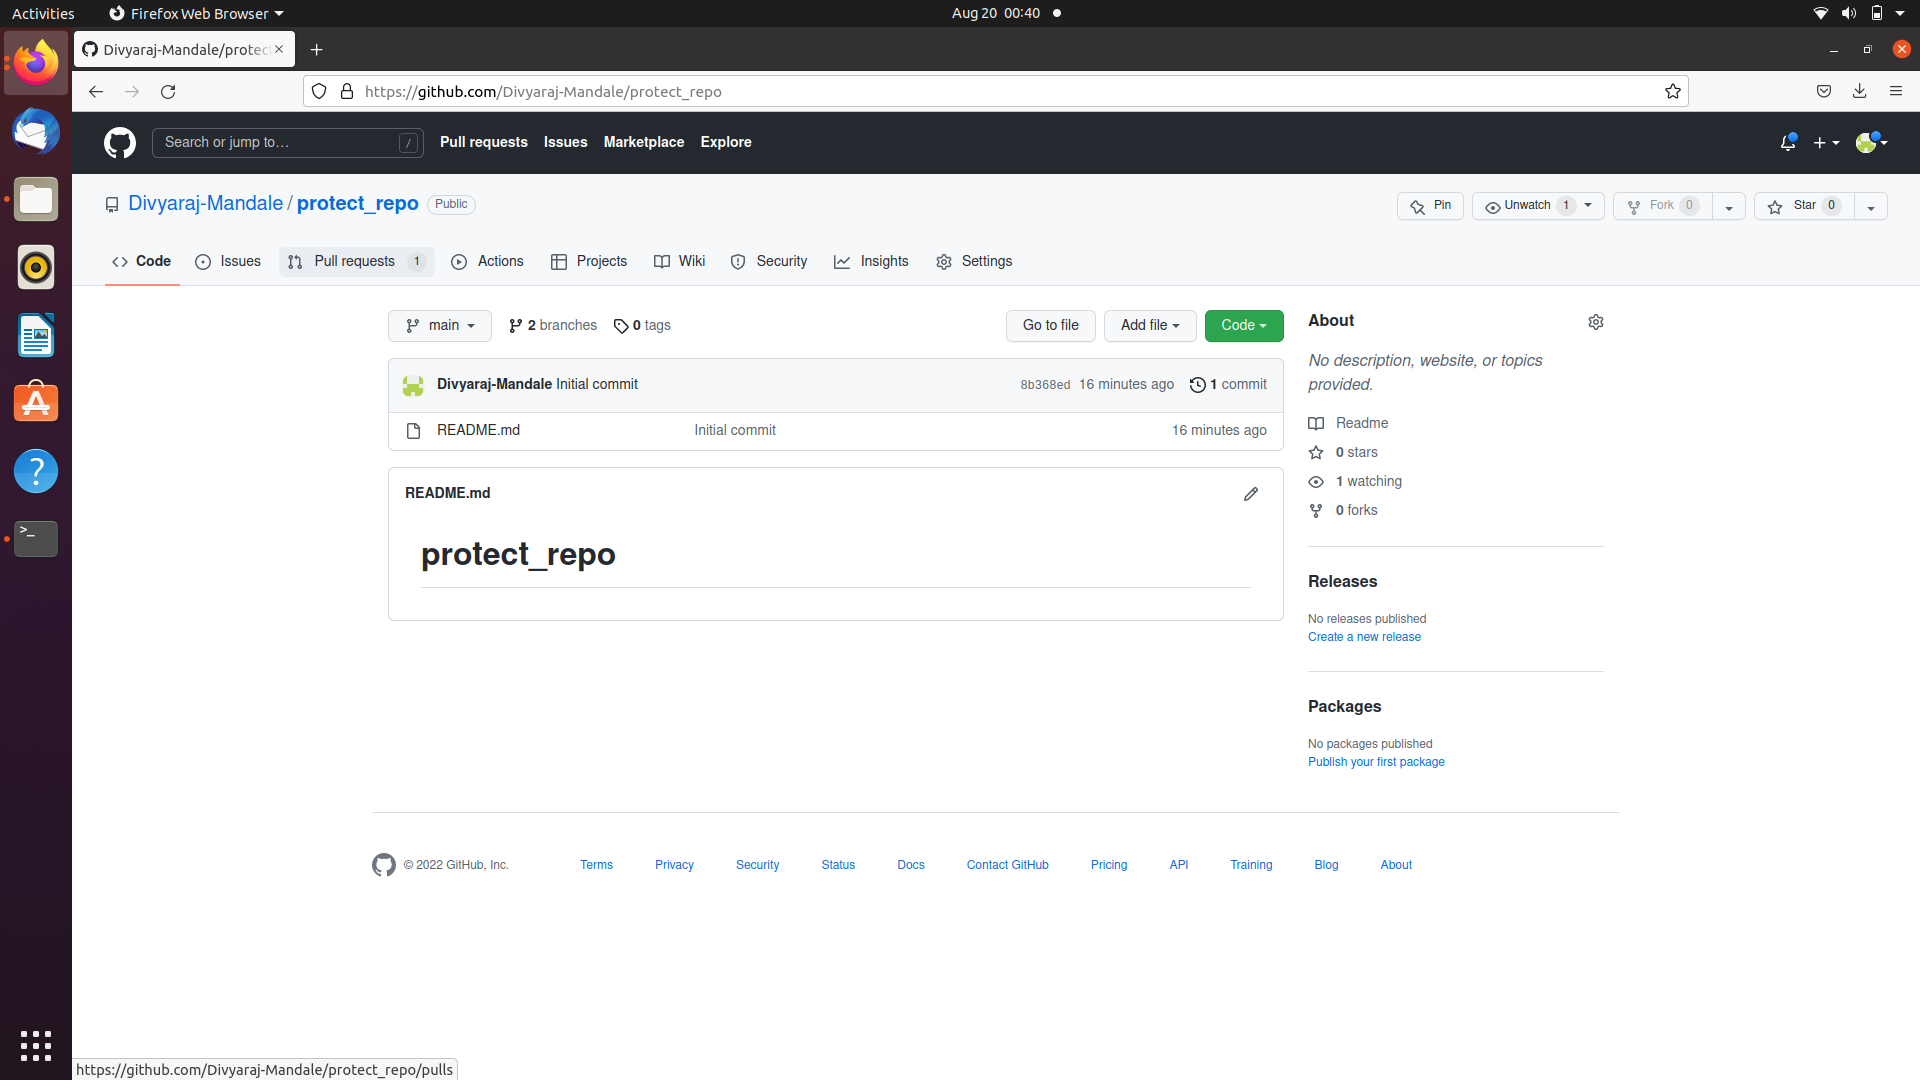 Activities Firefox Web Browser Aug 20 00:40
Divyaraj-Mandale/protec
https://github.com/Divyaraj-Mandale/protect_repo
Search or jump to… / Pull requests Issues Marketplace Explore
Divyaraj-Mandale / protect_repo Public Pin Unwatch 1 Fork 0 Star 0
Code Issues Pull requests 1 Actions Projects Wiki Security Insights Settings
main 2 branches 0 tags Go to file Add file Code
About
No description, website, or topics
provided.
Divyaraj-Mandale Initial commit 8b368ed 16 minutes ago 1 commit
README.md Initial commit 16 minutes ago
Readme
0 stars
1 watching
0 forks
README.md
protect_repo
Releases
No releases published
Create a new release
Packages
No packages published
Publish your first package
© 2022 GitHub, Inc. Terms Privacy Security Status Docs Contact GitHub Pricing API Training Blog About
https://github.com/Divyaraj-Mandale/protect_repo/pulls